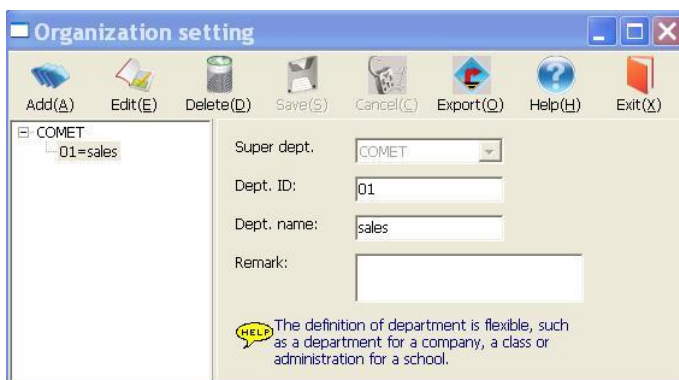 Organization setting
Add(A) Edit(E) Delete(D) Save(S) Cancel(C) Export(O) Help(H) Exit(X)
COMET
01=sales
Super dept. COMET
Dept. ID: 01
Dept. name: sales
Remark:
HELP
The definition of department is flexible, such
as a department for a company, a class or
administration for a school.